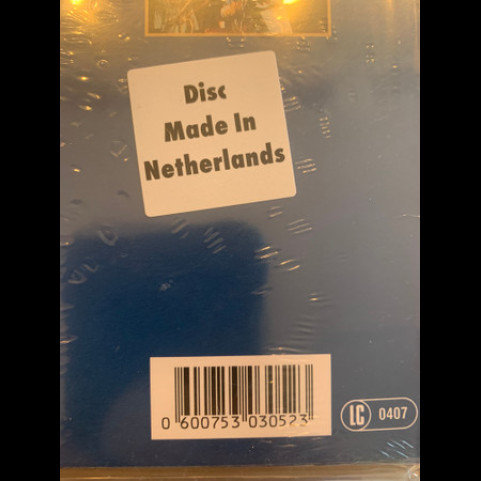 Disc
Made In
Netherlands
0 600753 030523
LC 0407